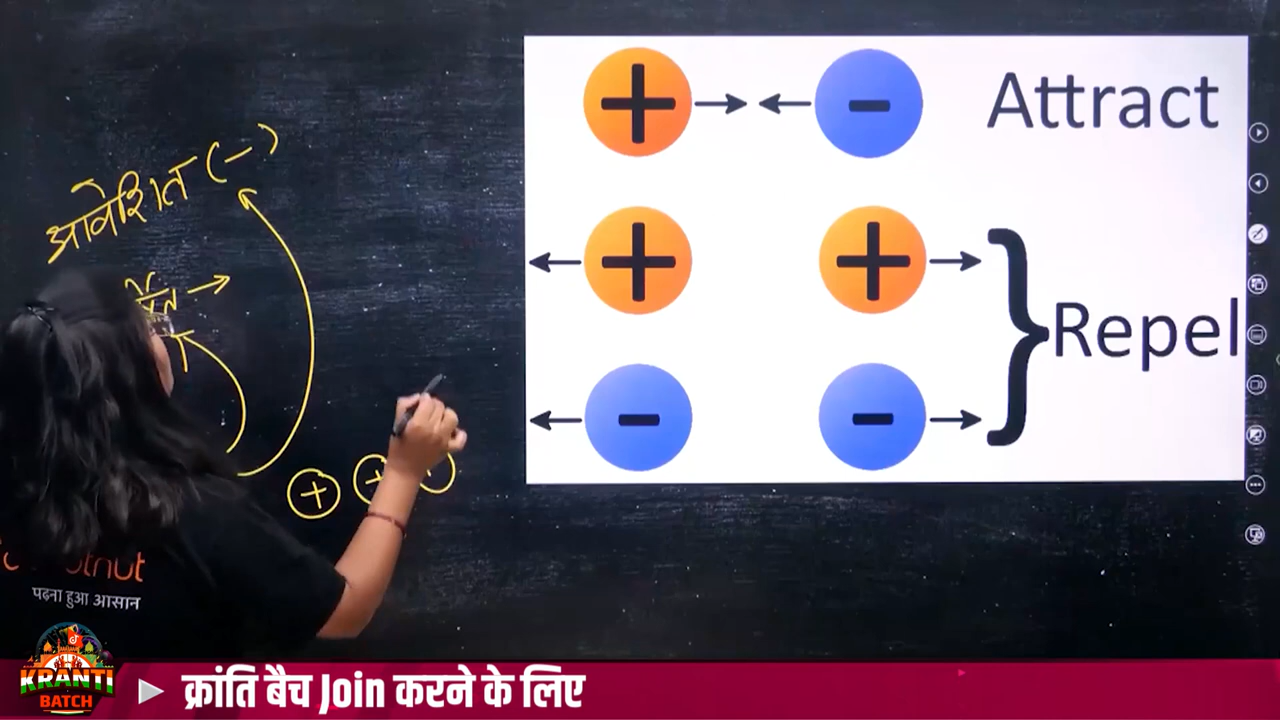 आवेशित (-)
+ +
+ - Attract
+ +
Repel
- -
पढ़ना हुआ आसान
KRANTI
BATCH
क्रांति बैच Join करने के लिए